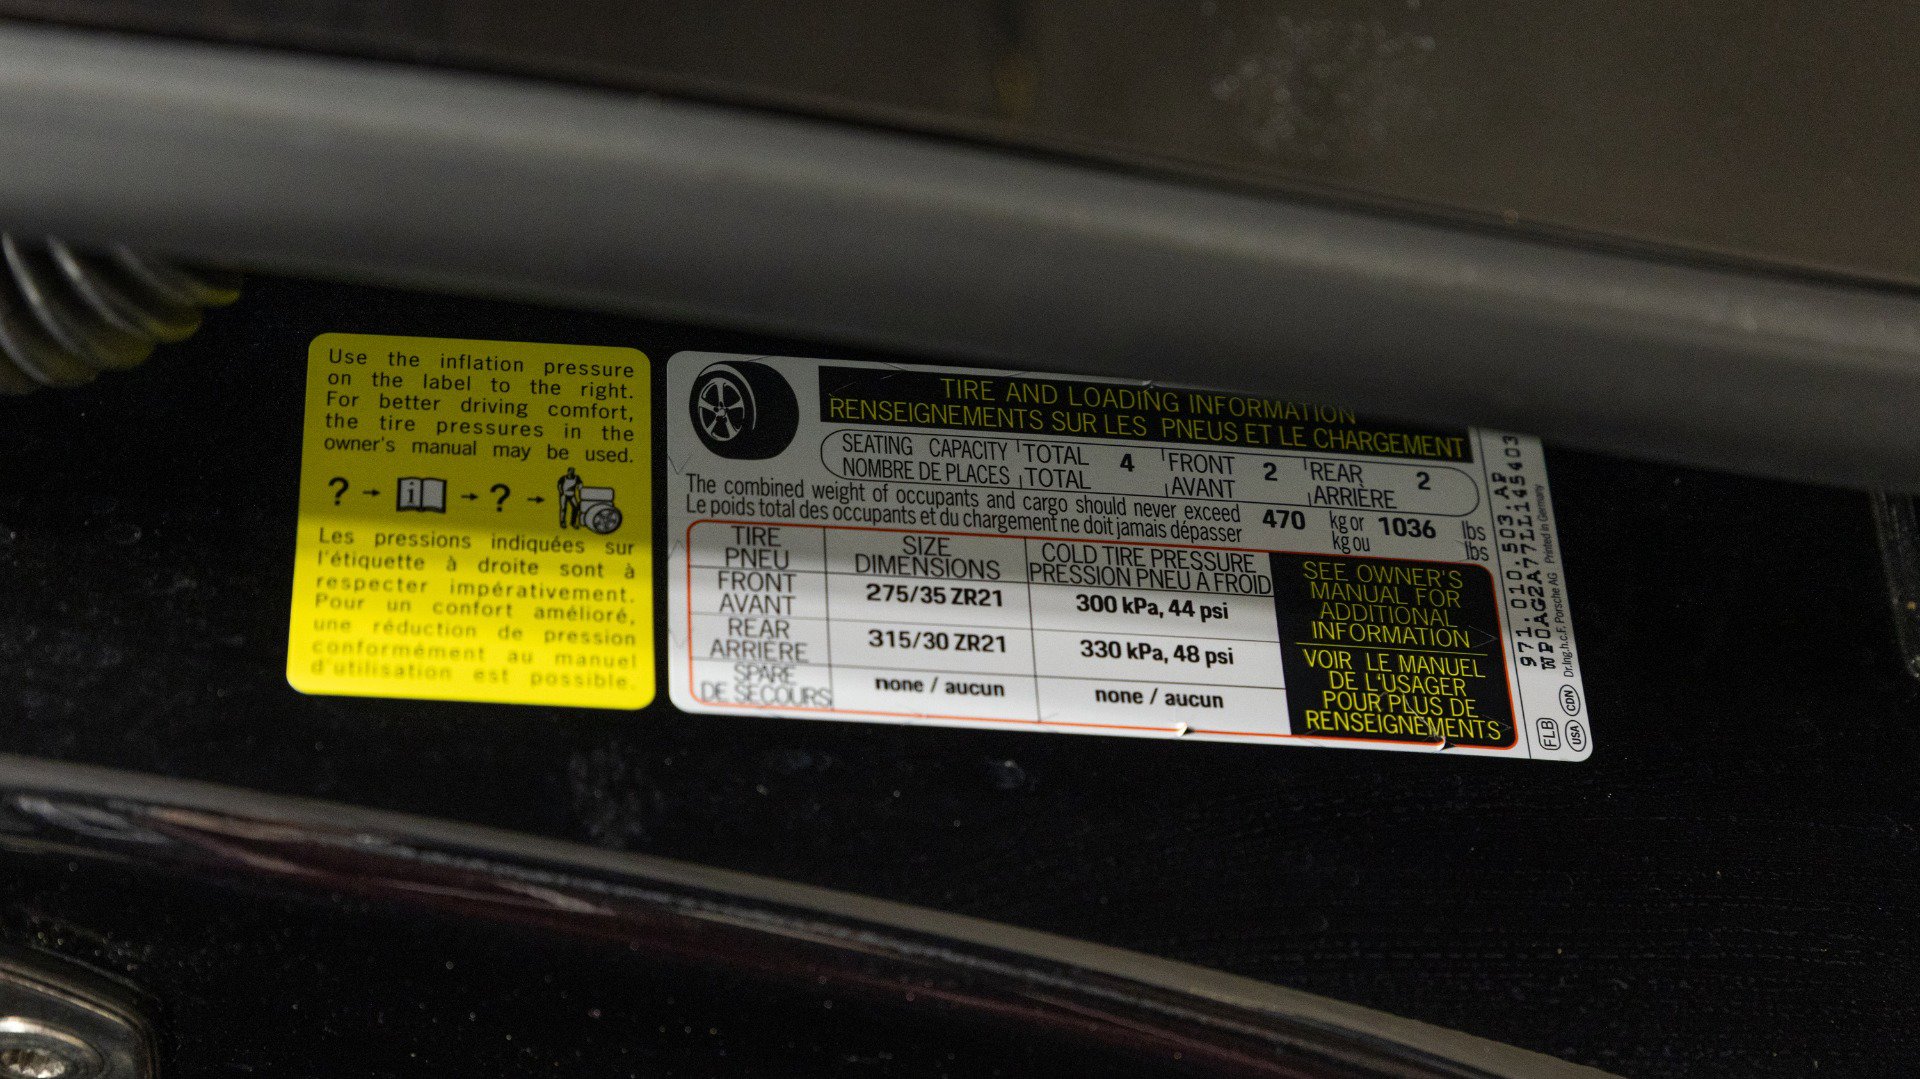 Use the inflation pressure
on the label to the right.
For better driving comfort,
the tire pressures in the
owner's manual may be used.
? i ?
Les pressions indiquées sur
l'étiquette à droite sont à
respecter impérativement.
Pour un confort amélioré,
une réduction de pression
conformément au manuel
d'utilisation est possible.
TIRE AND LOADING INFORMATION
RENSEIGNEMENTS SUR LES PNEUS ET LE CHARGEMENT
SEATING CAPACITY TOTAL 4 FRONT 2 REAR 2
NOMBRE DE PLACES TOTAL AVANT ARRIÈRE
The combined weight of occupants and cargo should never exceed 470 kg or 1036 lbs
Le poids total des occupants et du chargement ne doit jamais dépasser kg ou lbs
TIRE SIZE COLD TIRE PRESSURE
PNEU DIMENSIONS PRESSION PNEU A FROID
FRONT 275/35 ZR21 300 kPa, 44 psi
AVANT
REAR 315/30 ZR21 330 kPa, 48 psi
ARRIÈRE
SPARE none / aucun none / aucun
DE SECOURS
SEE OWNER'S
MANUAL FOR
ADDITIONAL
INFORMATION
VOIR LE MANUEL
DE L'USAGER
POUR PLUS DE
RENSEIGNEMENTS
971.010.503.AP
WP0AG2A77LL145403
Dr.Ing.h.c.F. Porsche AG Printed in Germany
FLB USA CDN